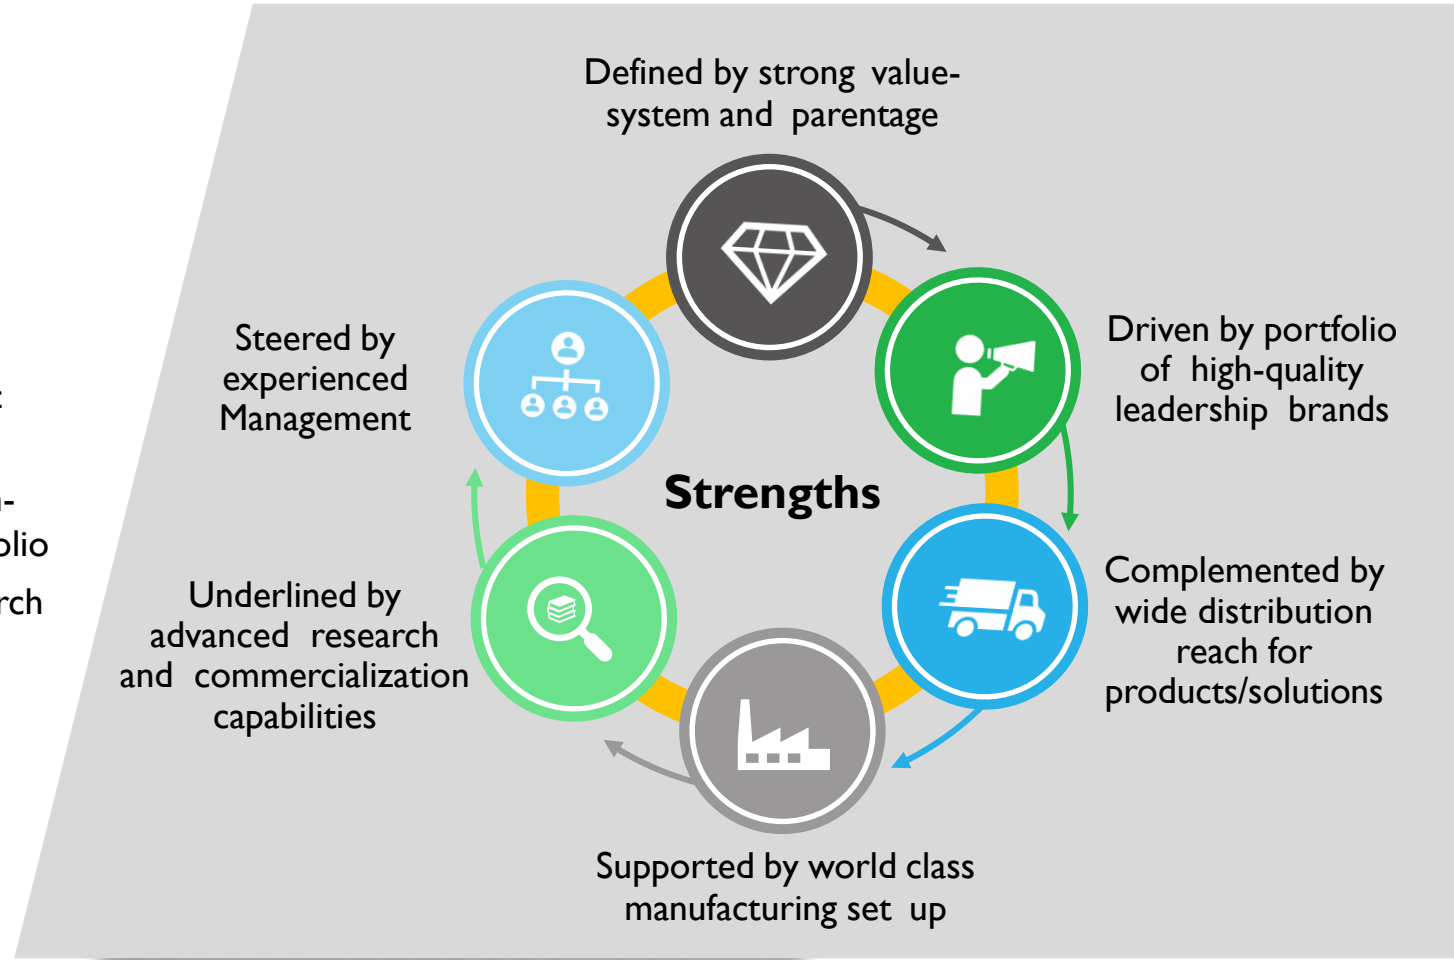 Defined by strong value-
system and parentage
Driven by portfolio
of high-quality
leadership brands
Complemented by
wide distribution
reach for
products/solutions
Supported by world class
manufacturing set up
Underlined by
advanced research
and commercialization
capabilities
Steered by
experienced
Management
Strengths